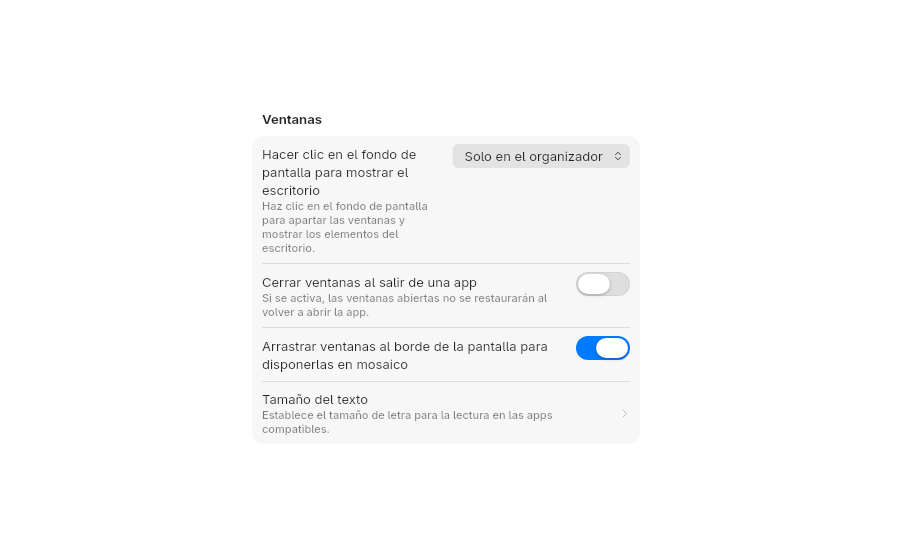 Ventanas
Hacer clic en el fondo de
pantalla para mostrar el
escritorio
Solo en el organizador
Haz clic en el fondo de pantalla
para apartar las ventanas y
mostrar los elementos del
escritorio.
Cerrar ventanas al salir de una app
Si se activa, las ventanas abiertas no se restaurarán al
volver a abrir la app.
Arrastrar ventanas al borde de la pantalla para
disponerlas en mosaico
Tamaño del texto
Establece el tamaño de letra para la lectura en las apps
compatibles.